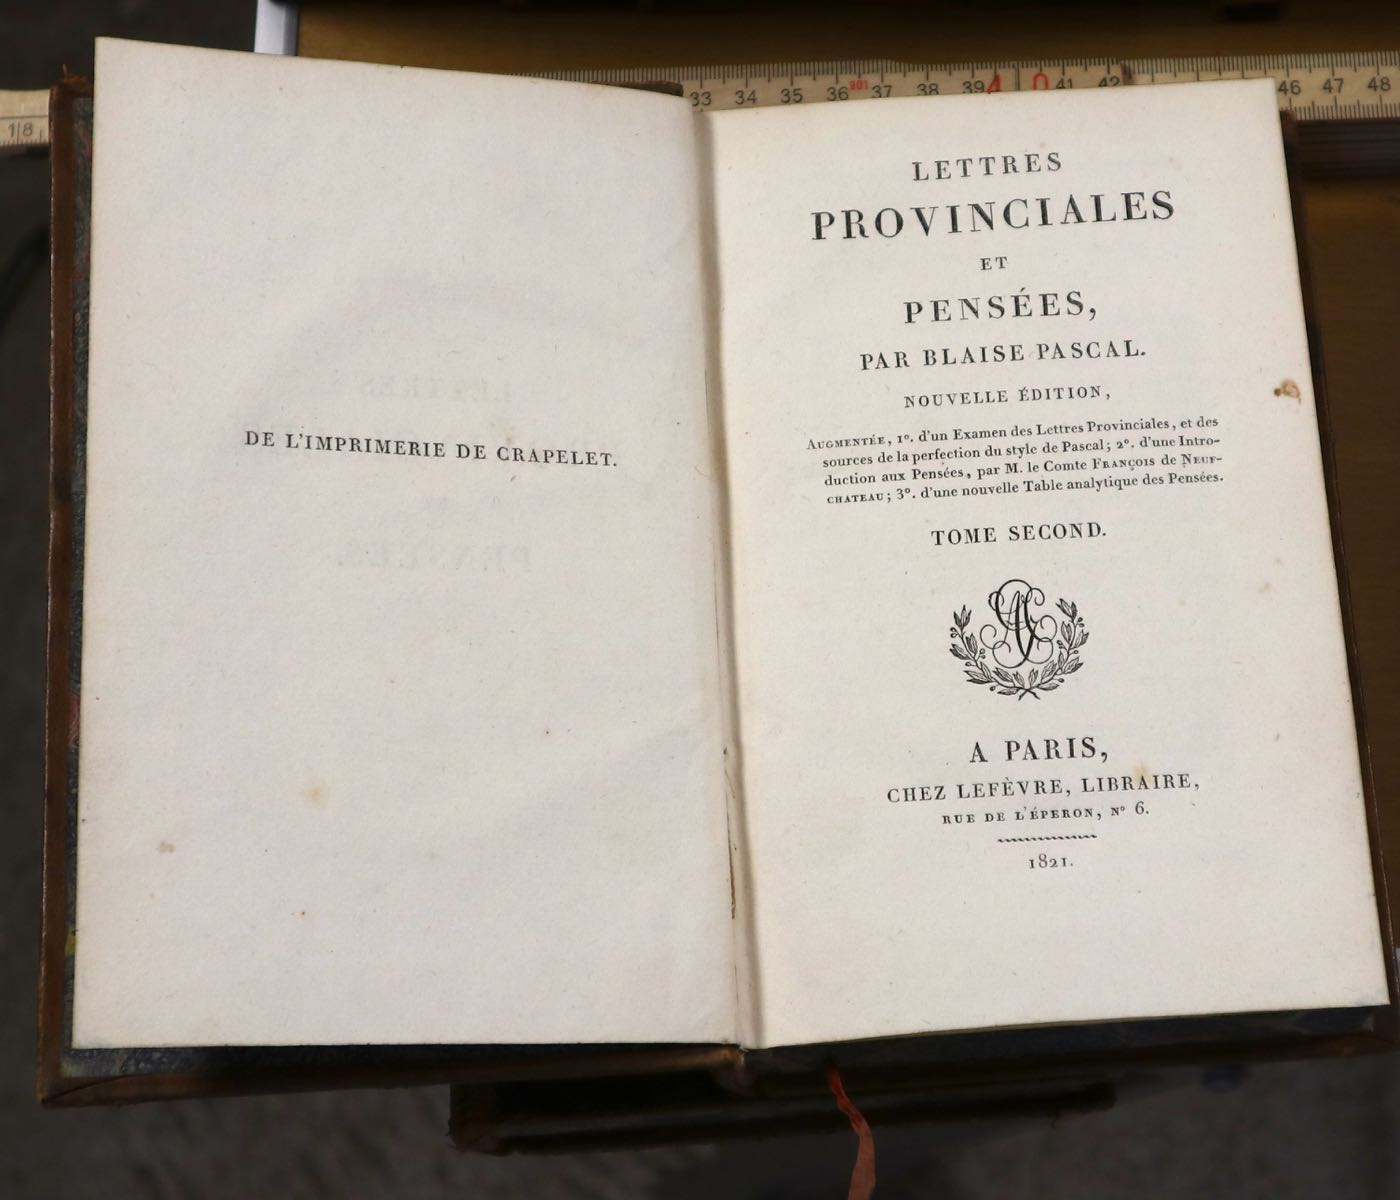 DE L'IMPRIMERIE DE CRAPELET.
LETTRES
PROVINCIALES
ET
PENSÉES,
PAR BLAISE PASCAL.
NOUVELLE ÉDITION,
AUGMENTÉE, 1°. d'un Examen des Lettres Provinciales, et des
sources de la perfection du style de Pascal; 2°. d'une Intro-
duction aux Pensées, par M. le Comte FRANÇOIS de NEUF-
CHATEAU; 3°. d'une nouvelle Table analytique des Pensées.
TOME SECOND.
A PARIS,
CHEZ LEFÈVRE, LIBRAIRE,
RUE DE L'ÉPERON, N° 6.
1821.
33 34 35 36 901 37 38 39 40 41 42 46 47 48